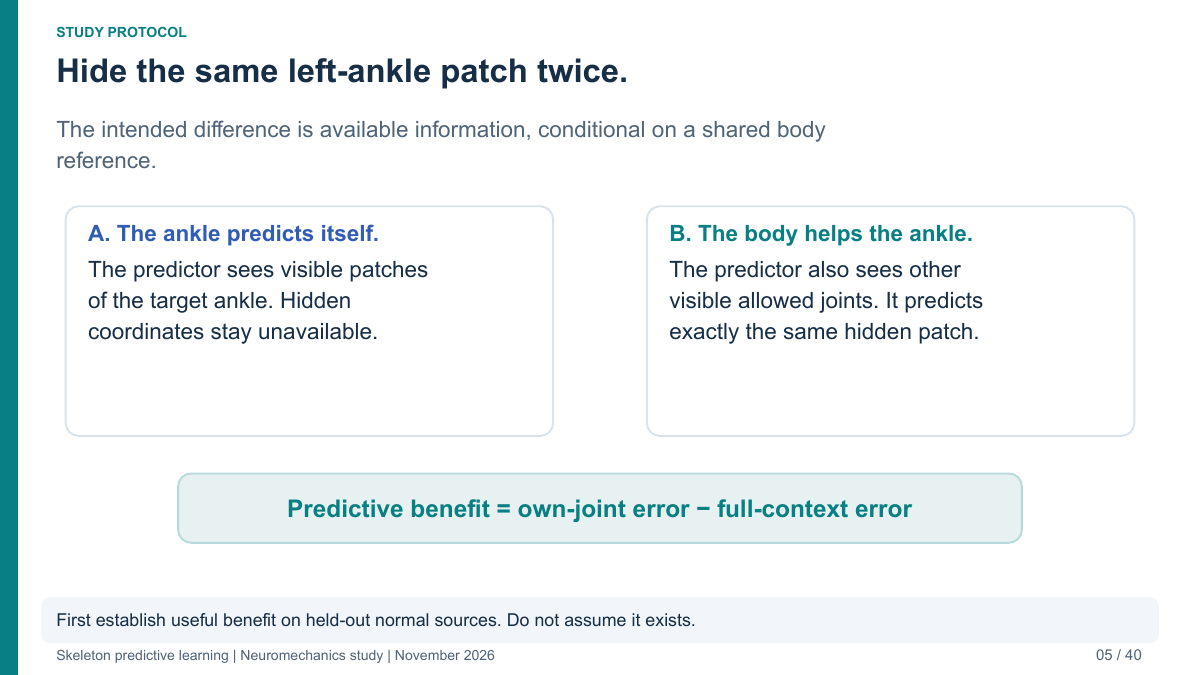 STUDY PROTOCOL
Hide the same left-ankle patch twice.
The intended difference is available information, conditional on a shared body
reference.
A. The ankle predicts itself.
The predictor sees visible patches
of the target ankle. Hidden
coordinates stay unavailable.
B. The body helps the ankle.
The predictor also sees other
visible allowed joints. It predicts
exactly the same hidden patch.
Predictive benefit = own-joint error − full-context error
First establish useful benefit on held-out normal sources. Do not assume it exists.
Skeleton predictive learning | Neuromechanics study | November 2026
05 / 40